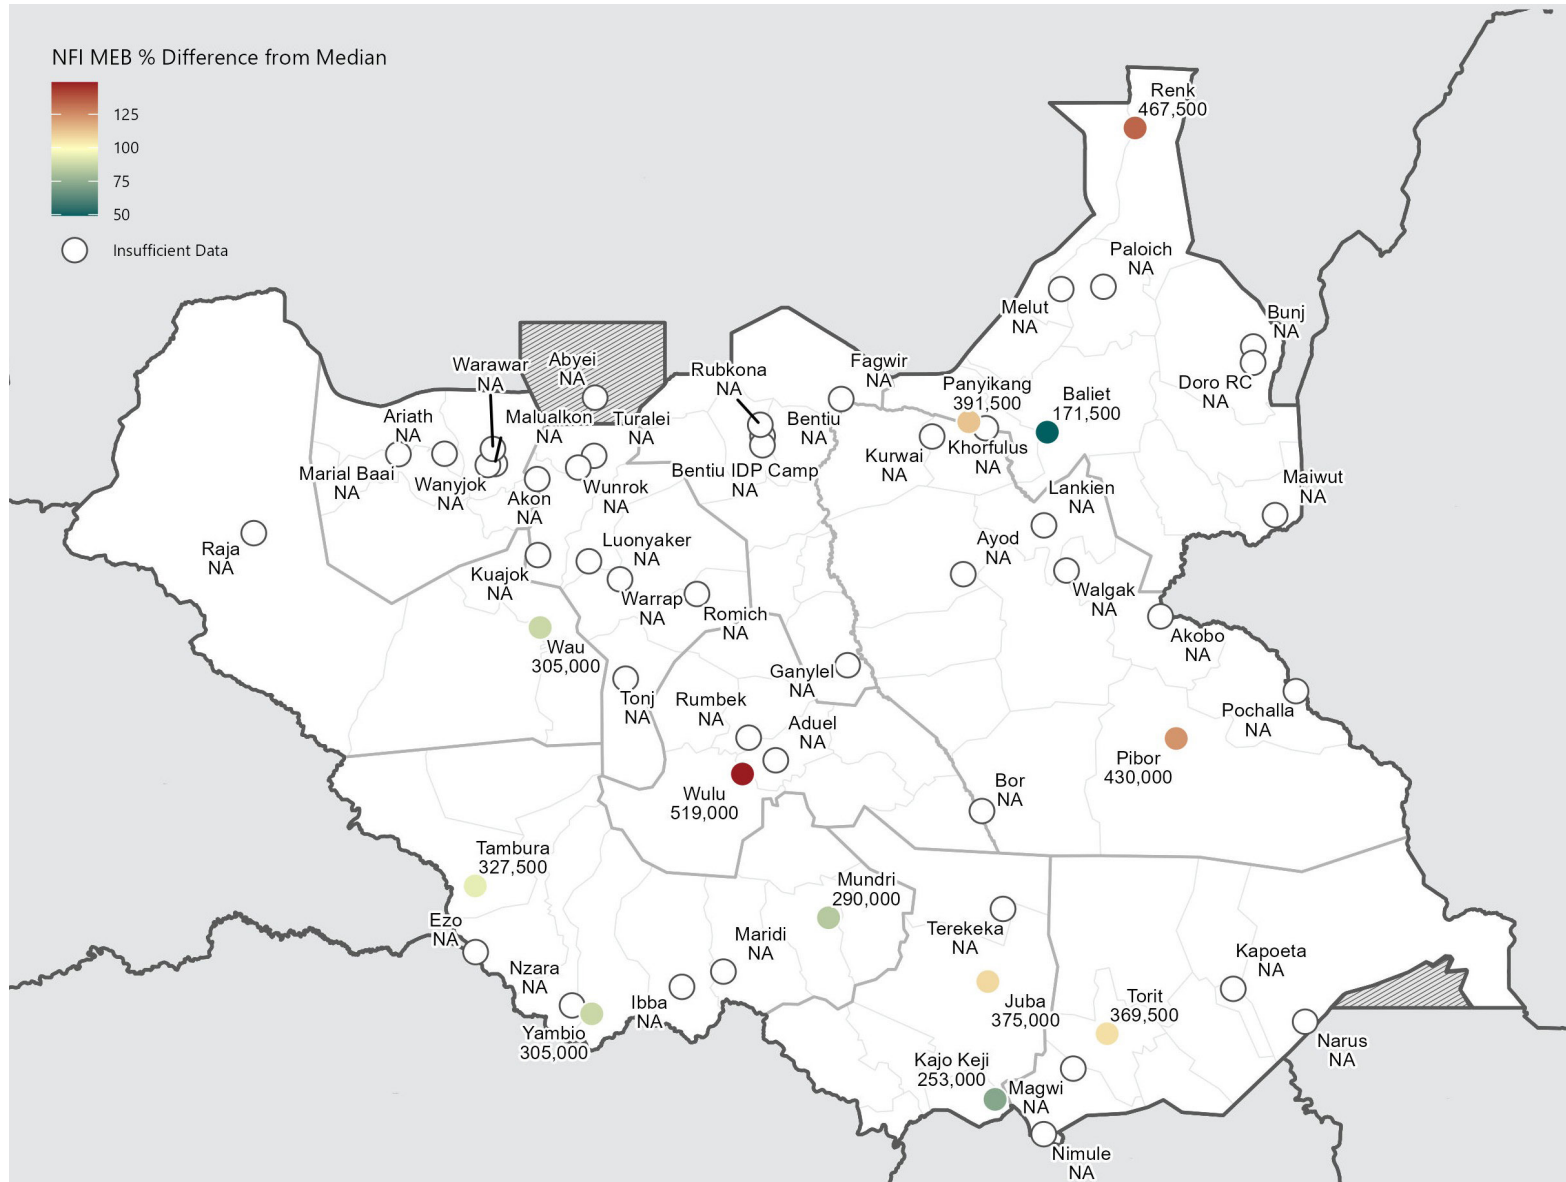 NFI MEB % Difference from Median
125
100
75
50
Insufficient Data
Renk
467,500
Paloich
NA
Melut
NA
Bunj
NA
Doro RC
NA
Warawar
NA
Abyei
NA
Rubkona
NA
Fagwir
NA
Panyikang
391,500
Baliet
171,500
Ariath
NA
Malualkon
NA
Turalei
NA
Bentiu
NA
Khorfulus
NA
Kurwai
NA
Marial Baai
NA
Wanyjok
NA
Akon
NA
Wunrok
NA
Bentiu IDP Camp
NA
Lankien
NA
Maiwut
NA
Raja
NA
Kuajok
NA
Luonyaker
NA
Warrap
NA
Romich
NA
Ayod
NA
Walgak
NA
Akobo
NA
Wau
305,000
Tonj
NA
Ganylel
NA
Rumbek
NA
Aduel
NA
Pochalla
NA
Pibor
430,000
Wulu
519,000
Bor
NA
Tambura
327,500
Mundri
290,000
Ezo
NA
Terekeka
NA
Maridi
NA
Kapoeta
NA
Nzara
NA
Ibba
NA
Juba
375,000
Torit
369,500
Yambio
305,000
Narus
NA
Kajo Keji
253,000
Magwi
NA
Nimule
NA